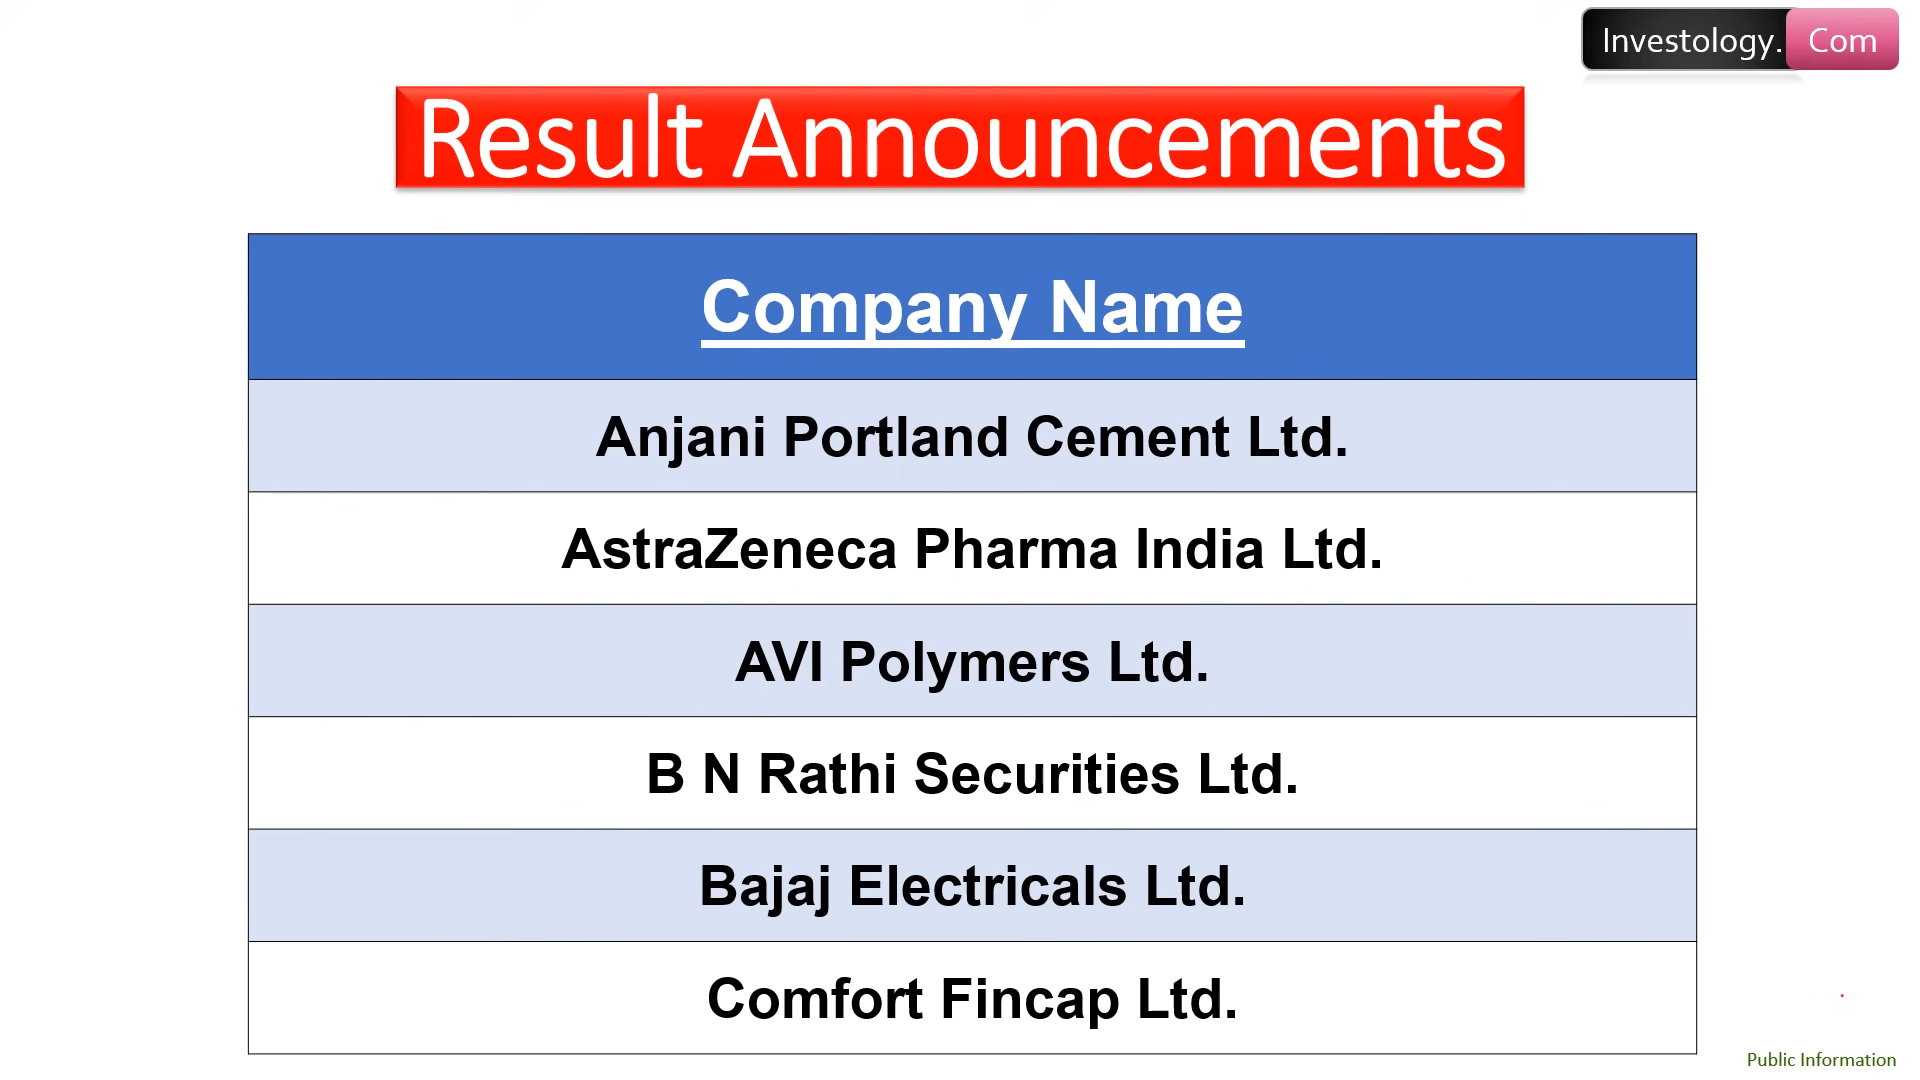 Investology. Com
Result Announcements
Company Name
Anjani Portland Cement Ltd.
AstraZeneca Pharma India Ltd.
AVI Polymers Ltd.
B N Rathi Securities Ltd.
Bajaj Electricals Ltd.
Comfort Fincap Ltd.
Public Information